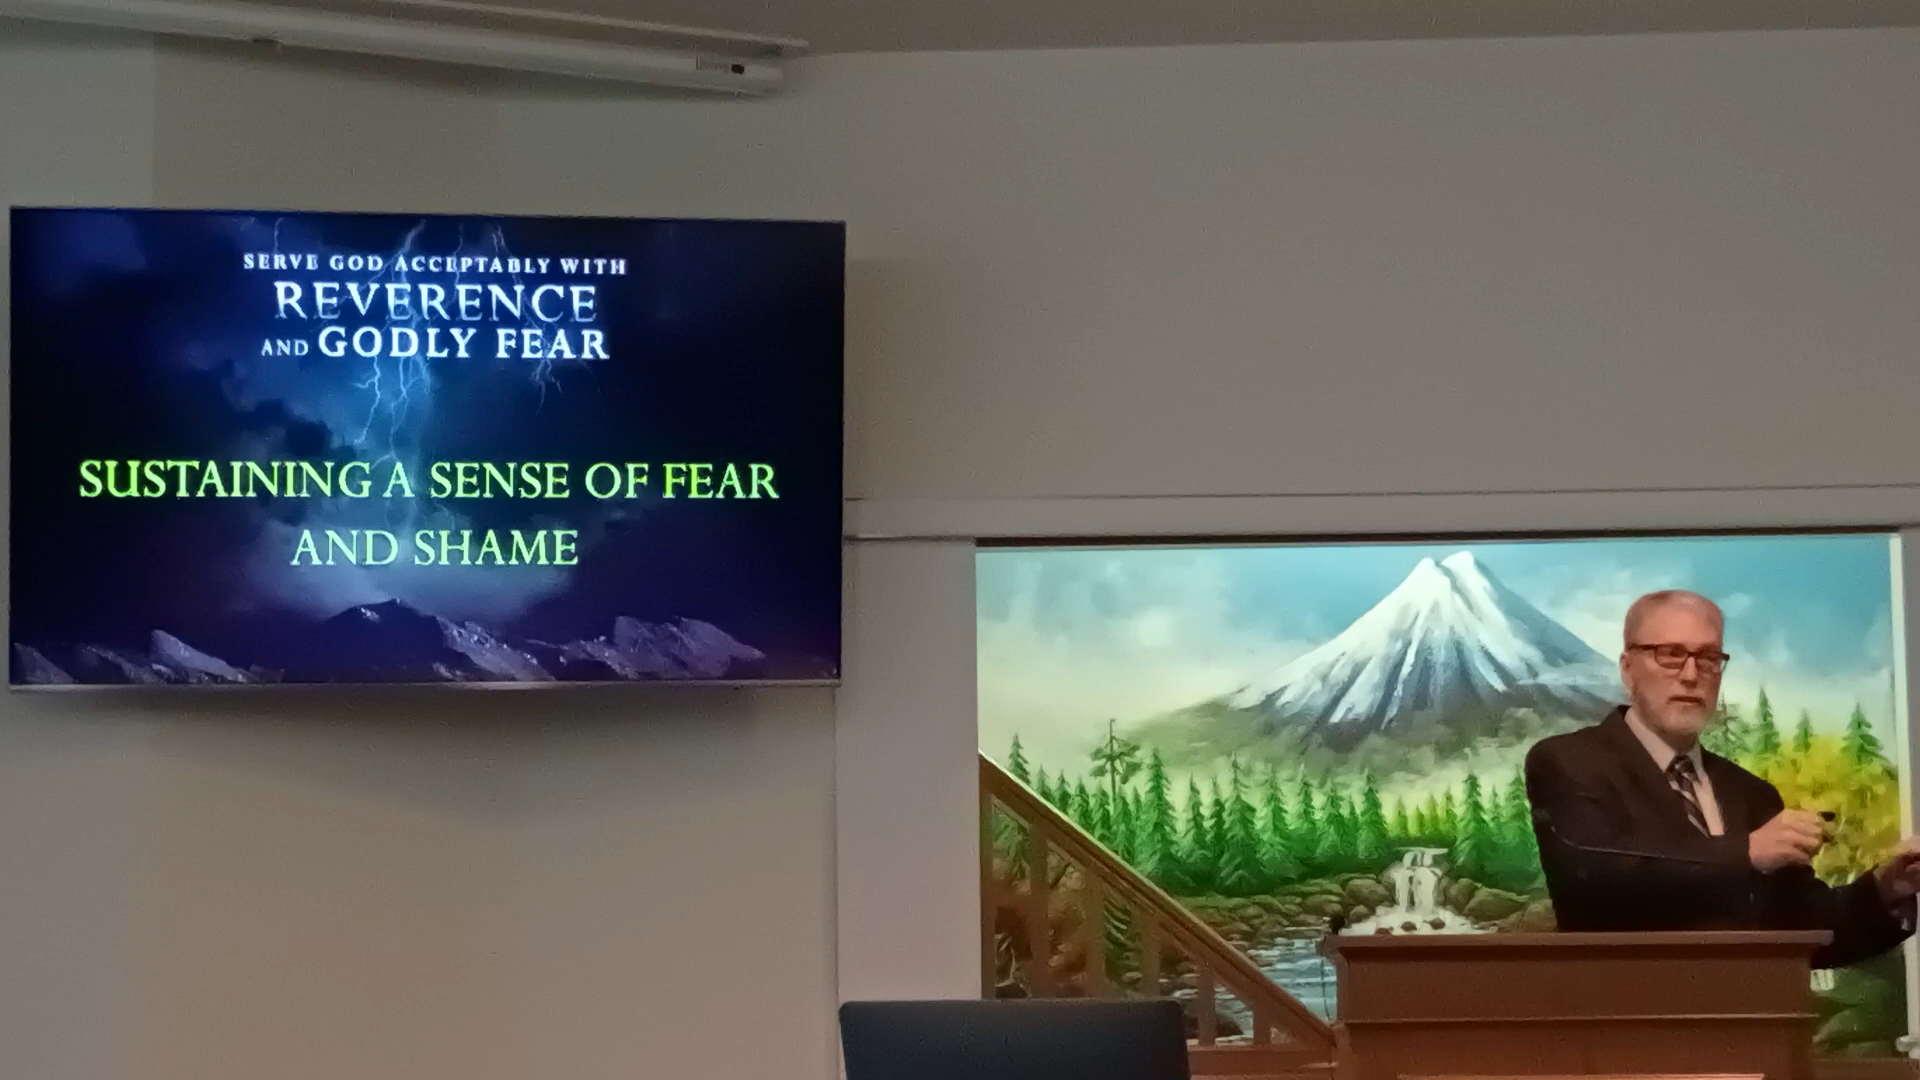 SERVE GOD ACCEPTABLY WITH
REVERENCE
AND GODLY FEAR
SUSTAINING A SENSE OF FEAR
AND SHAME